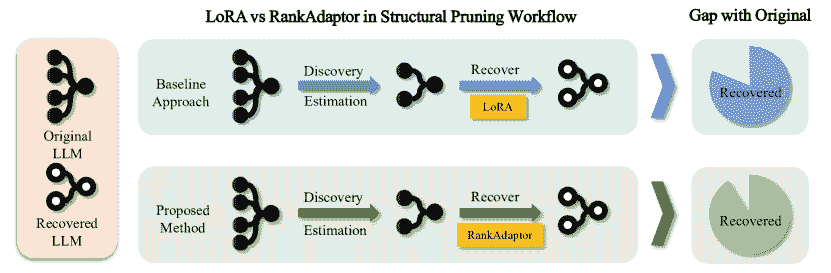 LoRA vs RankAdaptor in Structural Pruning Workflow
Gap with Original
Original
LLM
Recovered
LLM
Baseline
Approach
Discovery
Estimation
Recover
LoRA
Recovered
Proposed
Method
Discovery
Estimation
Recover
RankAdaptor
Recovered